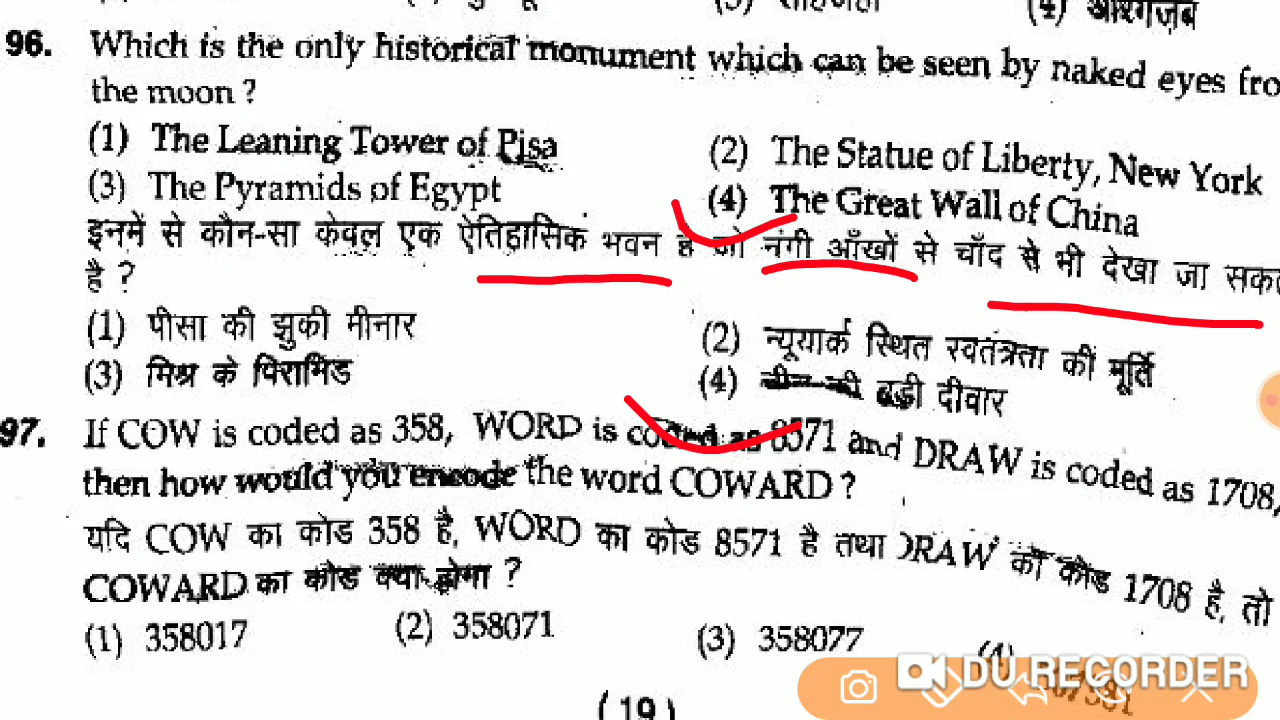 (4) औरंगज़ेब
96. Which is the only historical monument which can be seen by naked eyes fro
the moon ?
(1) The Leaning Tower of Pisa (2) The Statue of Liberty, New York
(3) The Pyramids of Egypt (4) The Great Wall of China
इनमें से कौन-सा केवल एक ऐतिहासिक भवन है जो नंगी आँखों से चाँद से भी देखा जा सकत
है ?
(1) पीसा की झुकी मीनार (2) न्यूयार्क स्थित स्वतंत्रता की मूर्ति
(3) मिश्र के पिरामिड (4) चीन की बड़ी दीवार
97. If COW is coded as 358, WORD is coded as 8571 and DRAW is coded as 1708,
then how would you encode the word COWARD ?
यदि COW का कोड 358 है, WORD का कोड 8571 है तथा DRAW का कोड 1708 है, तो
COWARD का कोड क्या होगा ?
(1) 358017 (2) 358071 (3) 358077 (4)
DU RECORDER
(19)